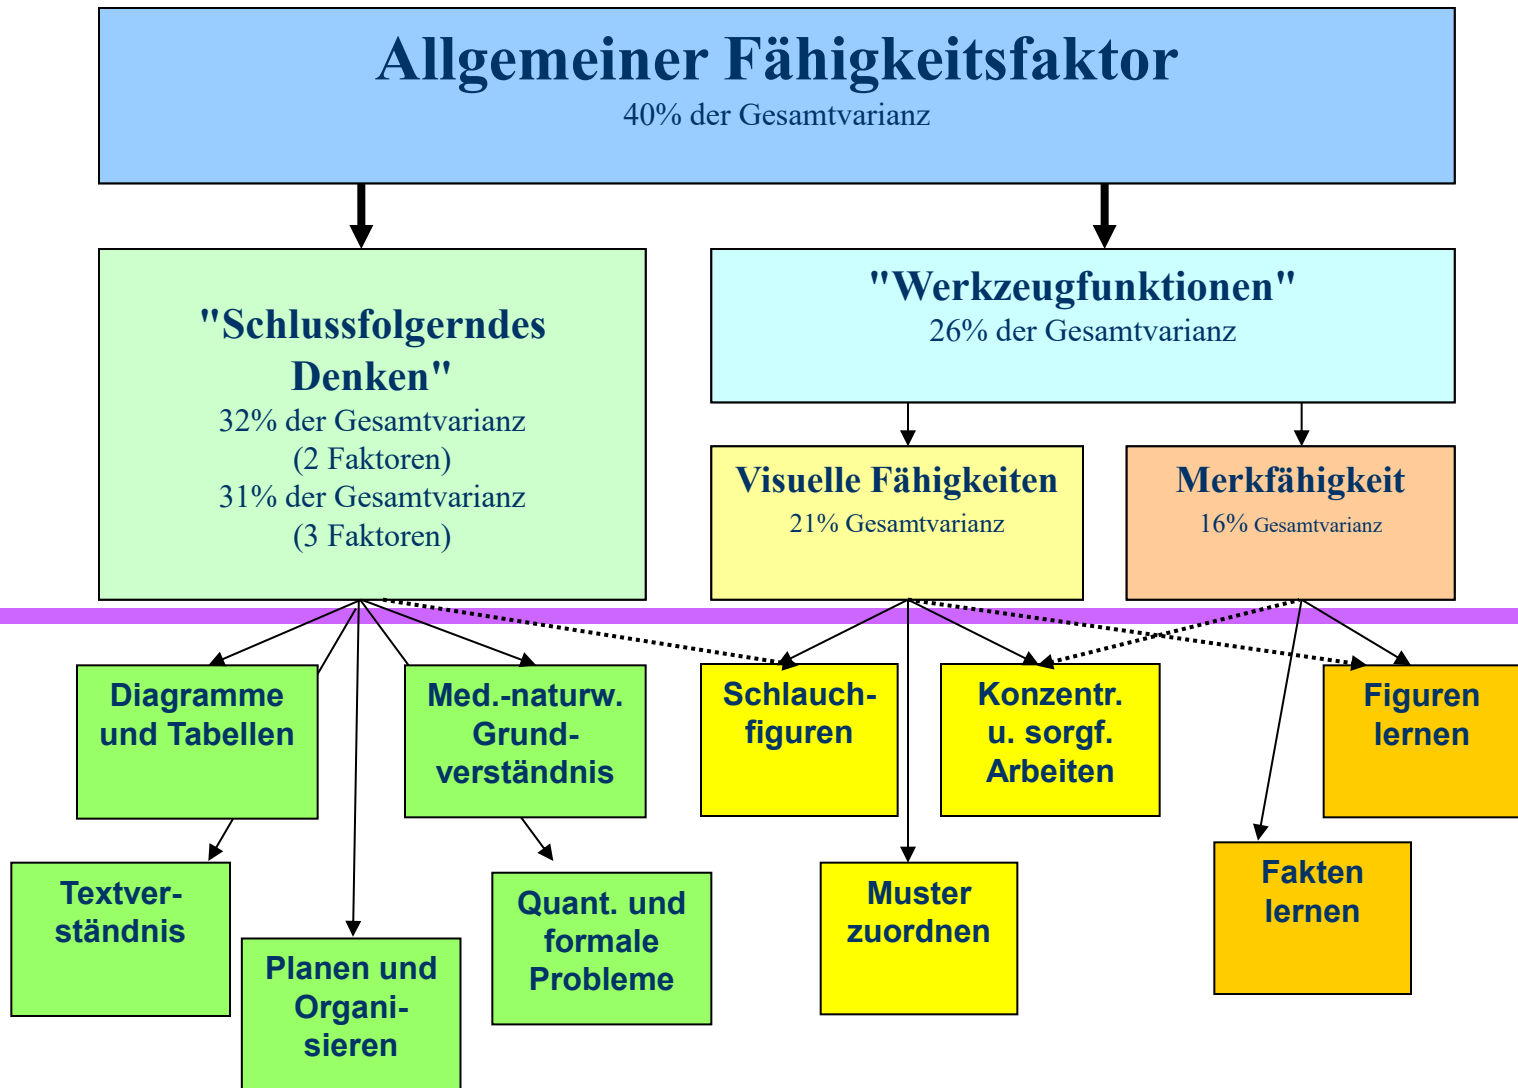 Allgemeiner Fähigkeitsfaktor
40% der Gesamtvarianz
"Schlussfolgerndes
Denken"
32% der Gesamtvarianz
(2 Faktoren)
31% der Gesamtvarianz
(3 Faktoren)
"Werkzeugfunktionen"
26% der Gesamtvarianz
Visuelle Fähigkeiten
21% Gesamtvarianz
Merkfähigkeit
16% Gesamtvarianz
Diagramme
und Tabellen
Med.-naturw.
Grund-
verständnis
Schlauch-
figuren
Konzentr.
u. sorgf.
Arbeiten
Figuren
lernen
Textver-
ständnis
Planen und
Organi-
sieren
Quant. und
formale
Probleme
Muster
zuordnen
Fakten
lernen